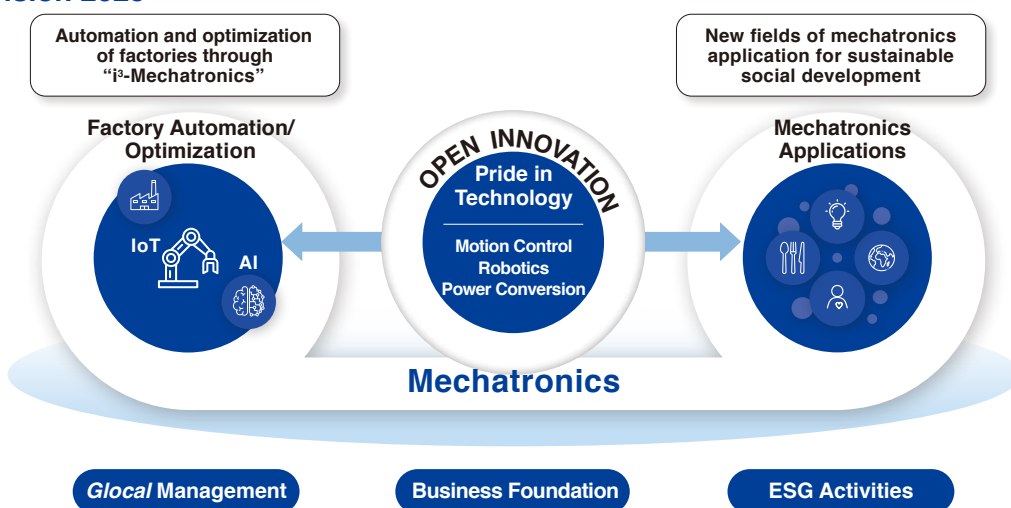 Automation and optimization
of factories through
“i³-Mechatronics”
New fields of mechatronics
application for sustainable
social development
Factory Automation/
Optimization
OPEN INNOVATION
Mechatronics
Applications
Pride in
Technology
IoT
AI
Motion Control
Robotics
Power Conversion
Mechatronics
Glocal Management
Business Foundation
ESG Activities